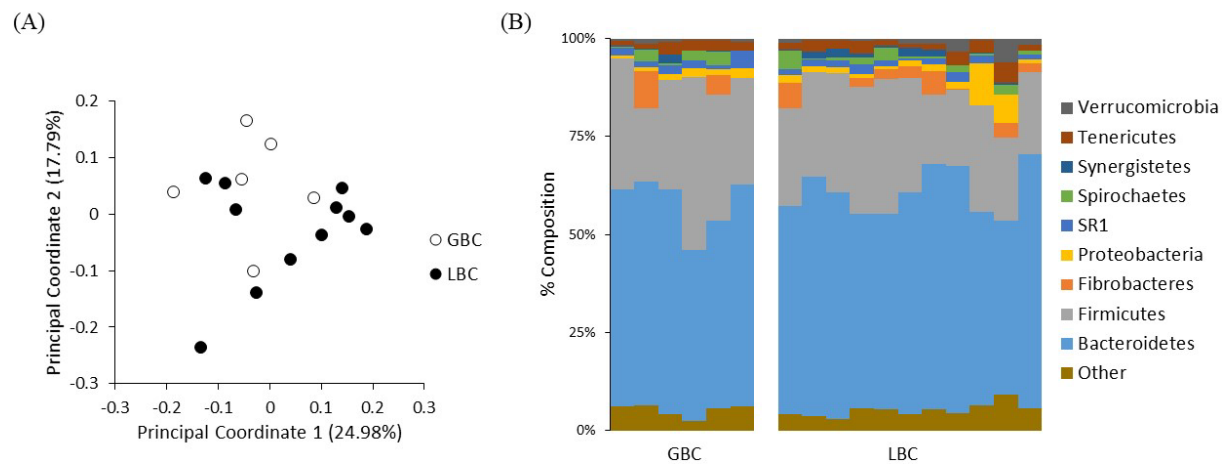 (A)
Principal Coordinate 2 (17.79%)
0.2
0.1
0
-0.1
-0.2
-0.3
-0.3
-0.2
-0.1
0
0.1
0.2
0.3
Principal Coordinate 1 (24.98%)
GBC
LBC
(B)
% Composition
100%
75%
50%
25%
0%
GBC
LBC
Verrucomicrobia
Tenericutes
Synergistetes
Spirochaetes
SR1
Proteobacteria
Fibrobacteres
Firmicutes
Bacteroidetes
Other